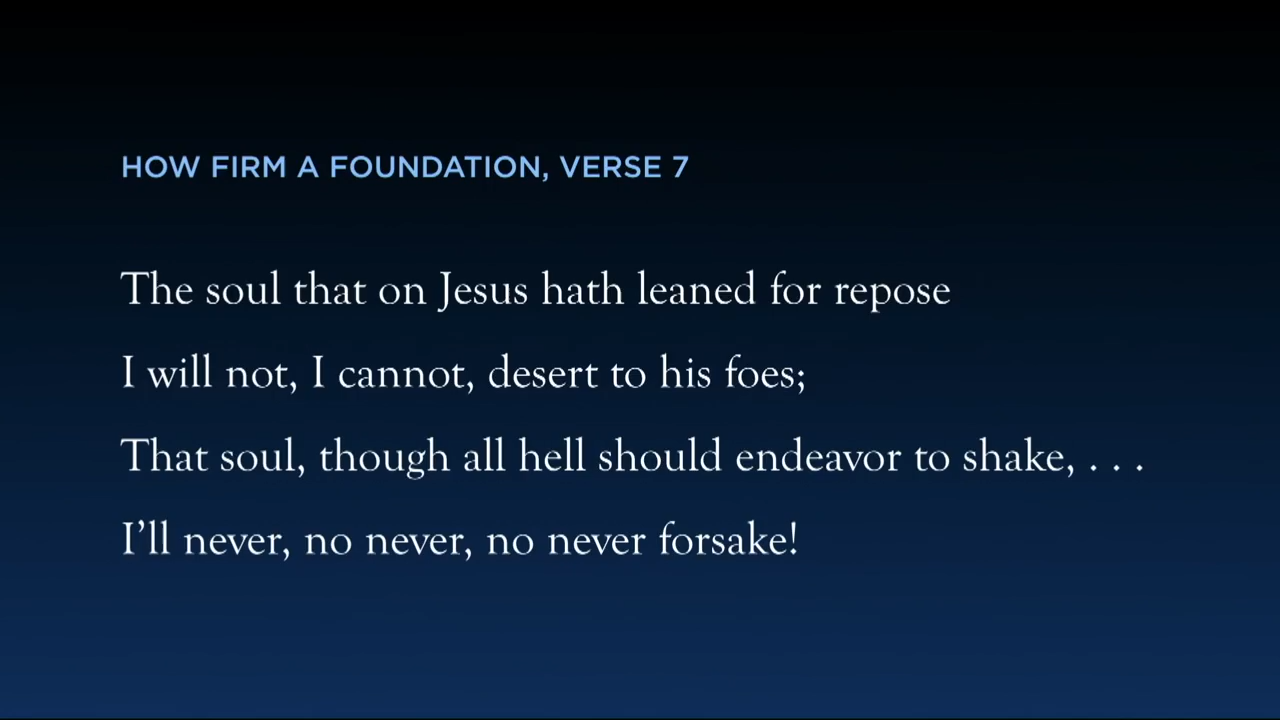 HOW FIRM A FOUNDATION, VERSE 7
The soul that on Jesus hath leaned for repose
I will not, I cannot, desert to his foes;
That soul, though all hell should endeavor to shake, . . .
I’ll never, no never, no never forsake!